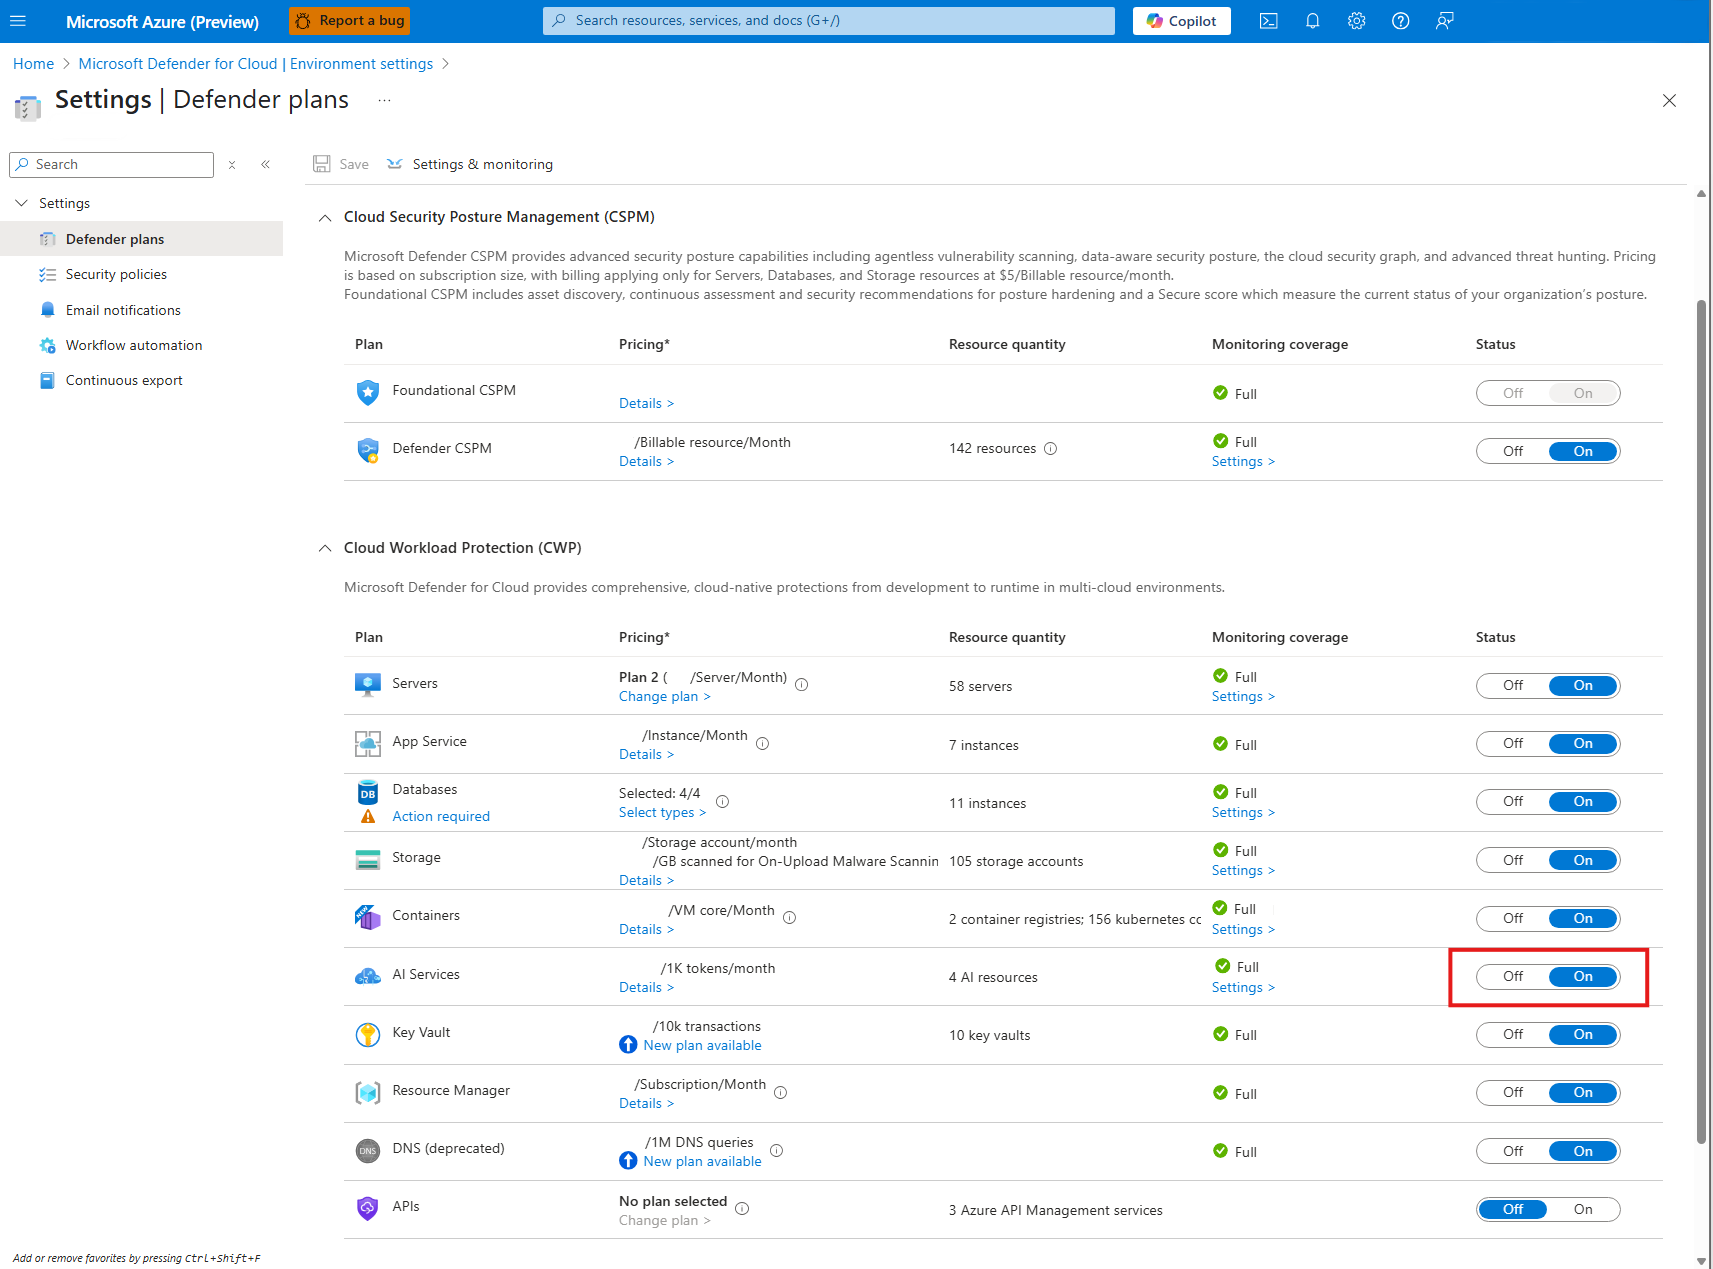 Microsoft Azure (Preview)
Report a bug
Search resources, services, and docs (G+/)
Copilot
Home > Microsoft Defender for Cloud | Environment settings >
Settings | Defender plans ...
Search
Save
Settings & monitoring
Settings
Defender plans
Security policies
Email notifications
Workflow automation
Continuous export
Cloud Security Posture Management (CSPM)
Microsoft Defender CSPM provides advanced security posture capabilities including agentless vulnerability scanning, data-aware security posture, the cloud security graph, and advanced threat hunting. Pricing
is based on subscription size, with billing applying only for Servers, Databases, and Storage resources at $5/Billable resource/month.
Foundational CSPM includes asset discovery, continuous assessment and security recommendations for posture hardening and a Secure score which measure the current status of your organization's posture.
Plan Pricing* Resource quantity Monitoring coverage Status
Foundational CSPM
Details >
Full
Off On
Defender CSPM
/Billable resource/Month
Details >
142 resources
Full
Settings >
Off On
Cloud Workload Protection (CWP)
Microsoft Defender for Cloud provides comprehensive, cloud-native protections from development to runtime in multi-cloud environments.
Plan Pricing* Resource quantity Monitoring coverage Status
Servers
Plan 2 ( /Server/Month)
Change plan >
58 servers
Full
Settings >
Off On
App Service
/Instance/Month
Details >
7 instances
Full
Off On
DB
Databases
Action required
Selected: 4/4
Select types >
11 instances
Full
Settings >
Off On
Storage
/Storage account/month
/GB scanned for On-Upload Malware Scannin
Details >
105 storage accounts
Full
Settings >
Off On
NEW
Containers
/VM core/Month
Details >
2 container registries; 156 kubernetes cc
Full
Settings >
Off On
AI Services
/1K tokens/month
Details >
4 AI resources
Full
Settings >
Off On
Key Vault
/10k transactions
New plan available
10 key vaults
Full
Off On
Resource Manager
/Subscription/Month
Details >
Full
Off On
DNS
DNS (deprecated)
/1M DNS queries
New plan available
Full
Off On
APIs
No plan selected
Change plan >
3 Azure API Management services
Off On
Add or remove favorites by pressing Ctrl+Shift+F